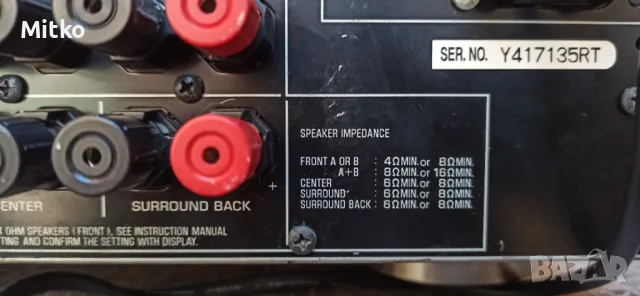 Mitko
SER. NO. Y417135RT
SPEAKER IMPEDANCE
FRONT A OR B : 4ΩMIN. or 8ΩMIN.
A+B : 8ΩMIN. or 16ΩMIN.
CENTER : 6ΩMIN. or 8ΩMIN.
SURROUND : 6ΩMIN. or 8ΩMIN.
SURROUND BACK : 6ΩMIN. or 8ΩMIN.
+
ENTER
SURROUND BACK
OHM SPEAKERS (FRONT), SEE INSTRUCTION MANUAL
TING AND CONFIRM THE SETTING WITH DISPLAY.
BAZAR